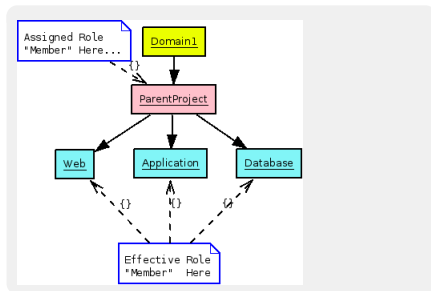 Assigned Role
"Member" Here...
Domain1
{}
ParentProject
Web
Application
Database
{}
{}
{}
Effective Role
"Member" Here